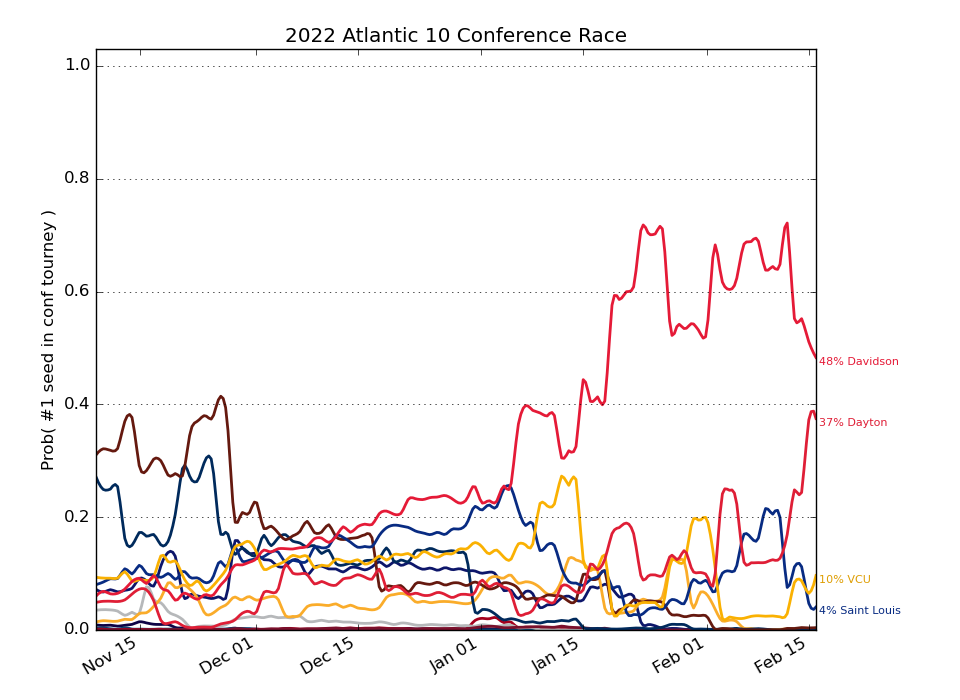 2022 Atlantic 10 Conference Race
Prob( #1 seed in conf tourney )
1.0
0.8
0.6
0.4
0.2
0.0
48% Davidson
37% Dayton
10% VCU
4% Saint Louis
Nov 15
Dec 01
Dec 15
Jan 01
Jan 15
Feb 01
Feb 15